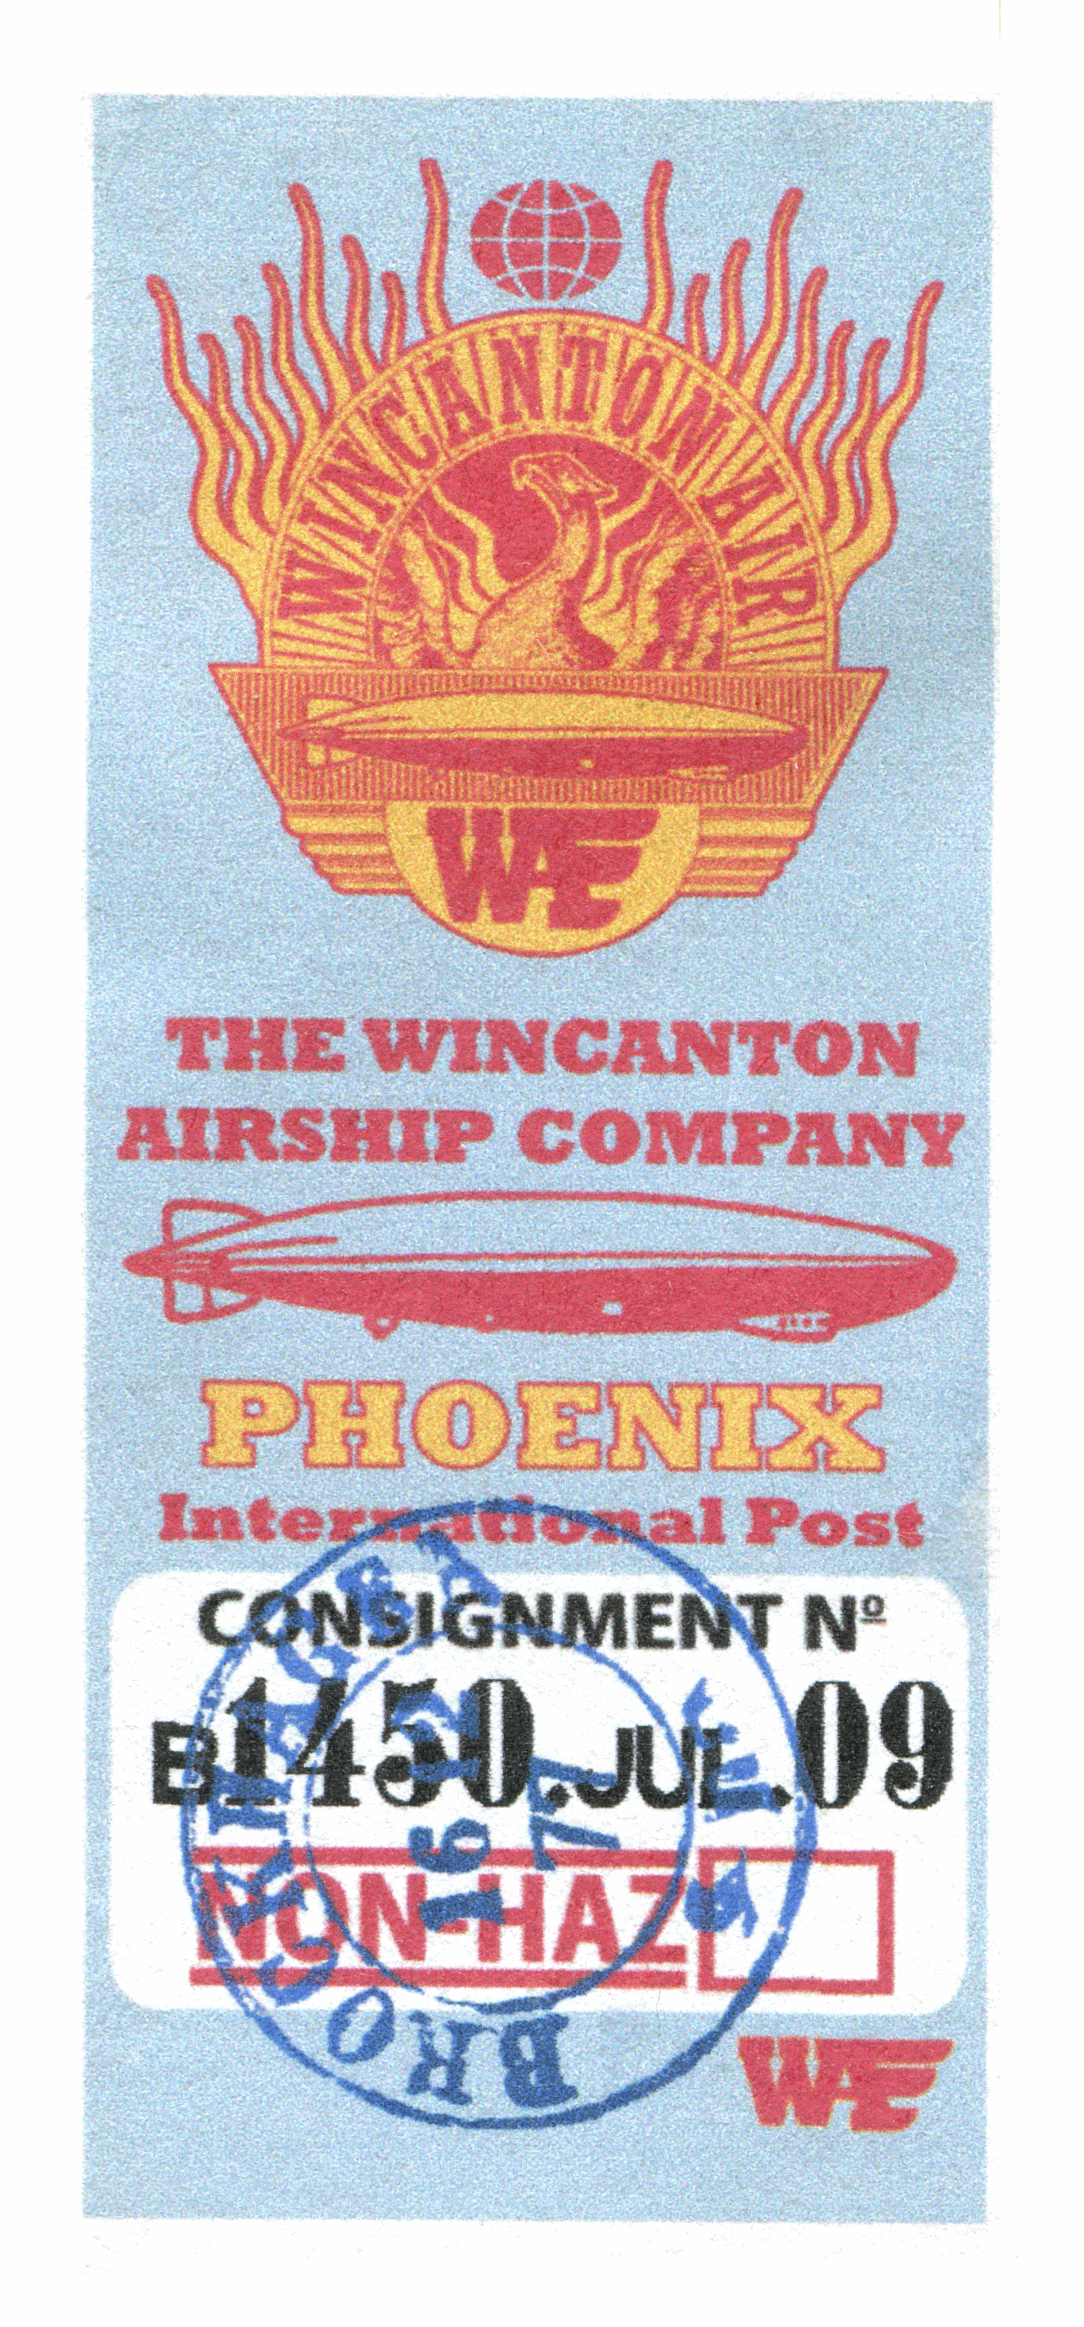 WINCANTON AIR
WAE
THE WINCANTON
AIRSHIP COMPANY
PHOENIX
International Post
CONSIGNMENT Nº
B1450.JUL.09
NON-HAZ
WAE